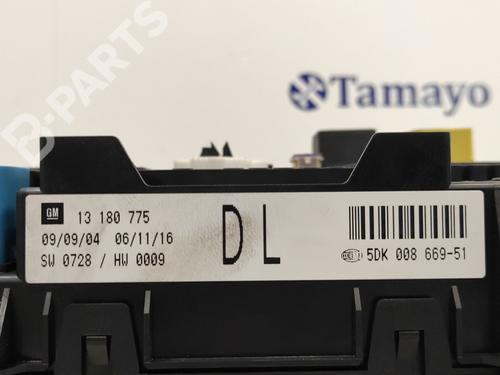 B-PARTS
Tamayo
GM
13 180 775
09/09/04 06/11/16
SW 0728 / HW 0009
DL
5DK 008 669-51